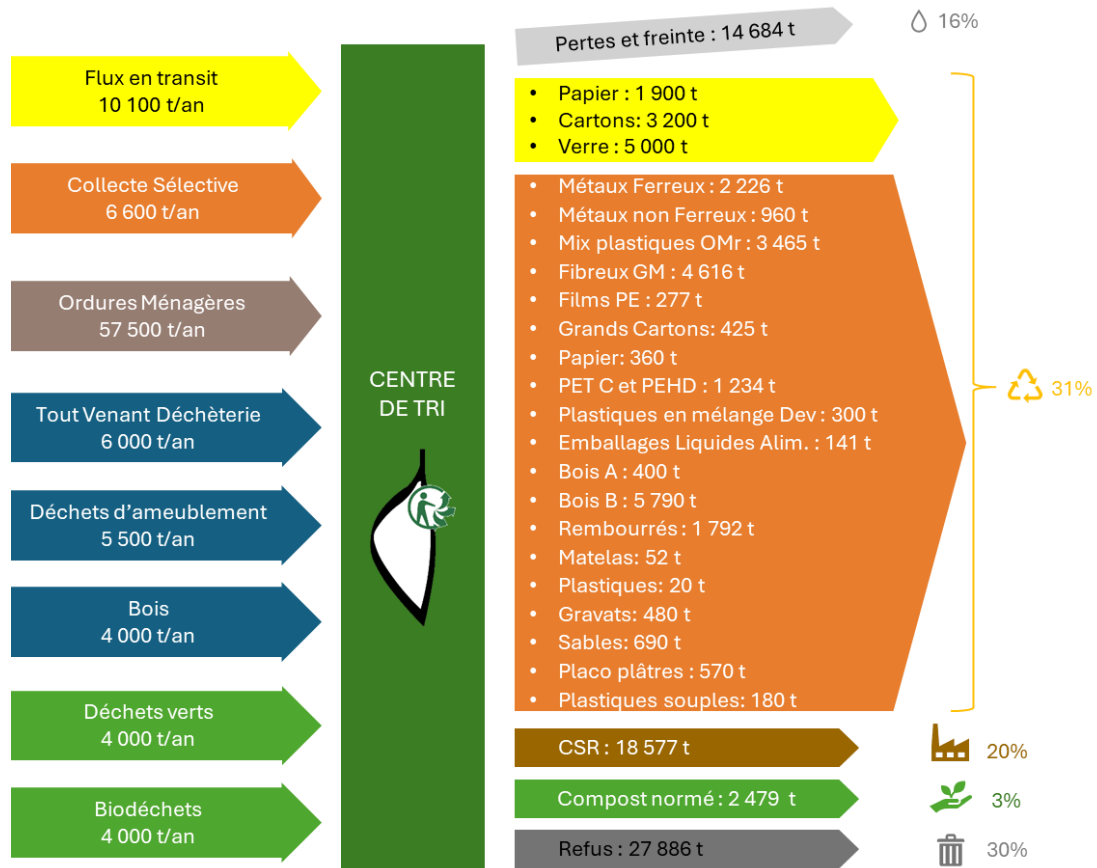 Flux en transit
10 100 t/an
Collecte Sélective
6 600 t/an
Ordures Ménagères
57 500 t/an
Tout Venant Déchèterie
6 000 t/an
Déchets d'ameublement
5 500 t/an
Bois
4 000 t/an
Déchets verts
4 000 t/an
Biodéchets
4 000 t/an
CENTRE
DE TRI
Pertes et freinte : 14 684 t
16%
• Papier : 1 900 t
• Cartons: 3 200 t
• Verre : 5 000 t
• Métaux Ferreux : 2 226 t
• Métaux non Ferreux : 960 t
• Mix plastiques OMr : 3 465 t
• Fibreux GM : 4 616 t
• Films PE : 277 t
• Grands Cartons: 425 t
• Papier: 360 t
• PET C et PEHD : 1 234 t
• Plastiques en mélange Dev : 300 t
• Emballages Liquides Alim. : 141 t
• Bois A : 400 t
• Bois B : 5 790 t
• Rembourrés : 1 792 t
• Matelas: 52 t
• Plastiques: 20 t
• Gravats: 480 t
• Sables: 690 t
• Placo plâtres : 570 t
• Plastiques souples: 180 t
31%
CSR : 18 577 t
20%
Compost normé : 2 479 t
3%
Refus : 27 886 t
30%